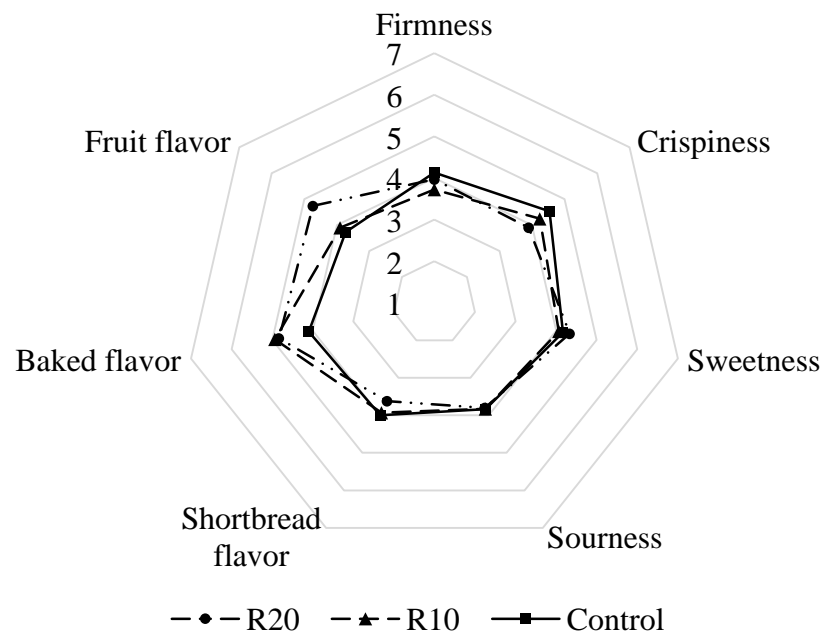 Firmness
7
6
5
4
3
2
1
Fruit flavor
Crispiness
Baked flavor
Sweetness
Shortbread
flavor
Sourness
R20
R10
Control